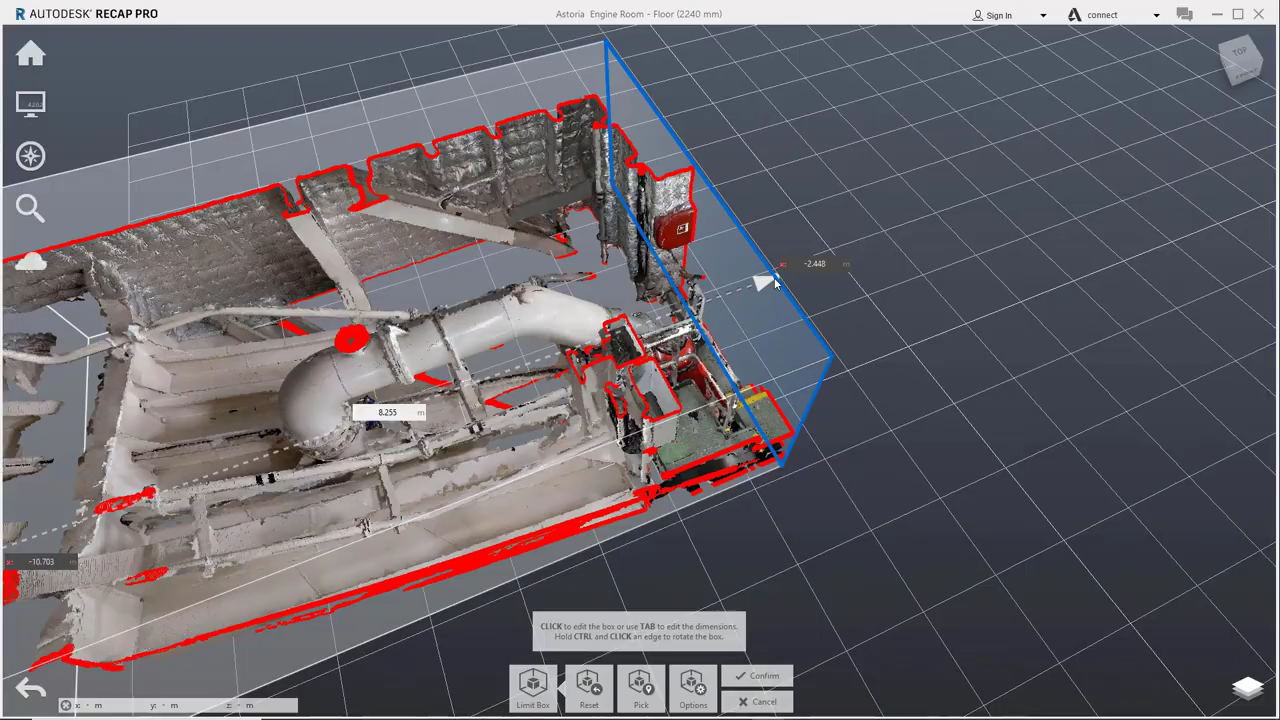 AUTODESK® RECAP PRO
Astoria Engine Room - Floor (2240 mm)
Sign In
connect
TOP
x: -2.448 m
8.255 m
x: -10.703 m
CLICK to edit the box or use TAB to edit the dimensions.
Hold CTRL and CLICK an edge to rotate the box.
Limit Box
Reset
Pick
Options
Confirm
Cancel
x: - m y: - m z: - m